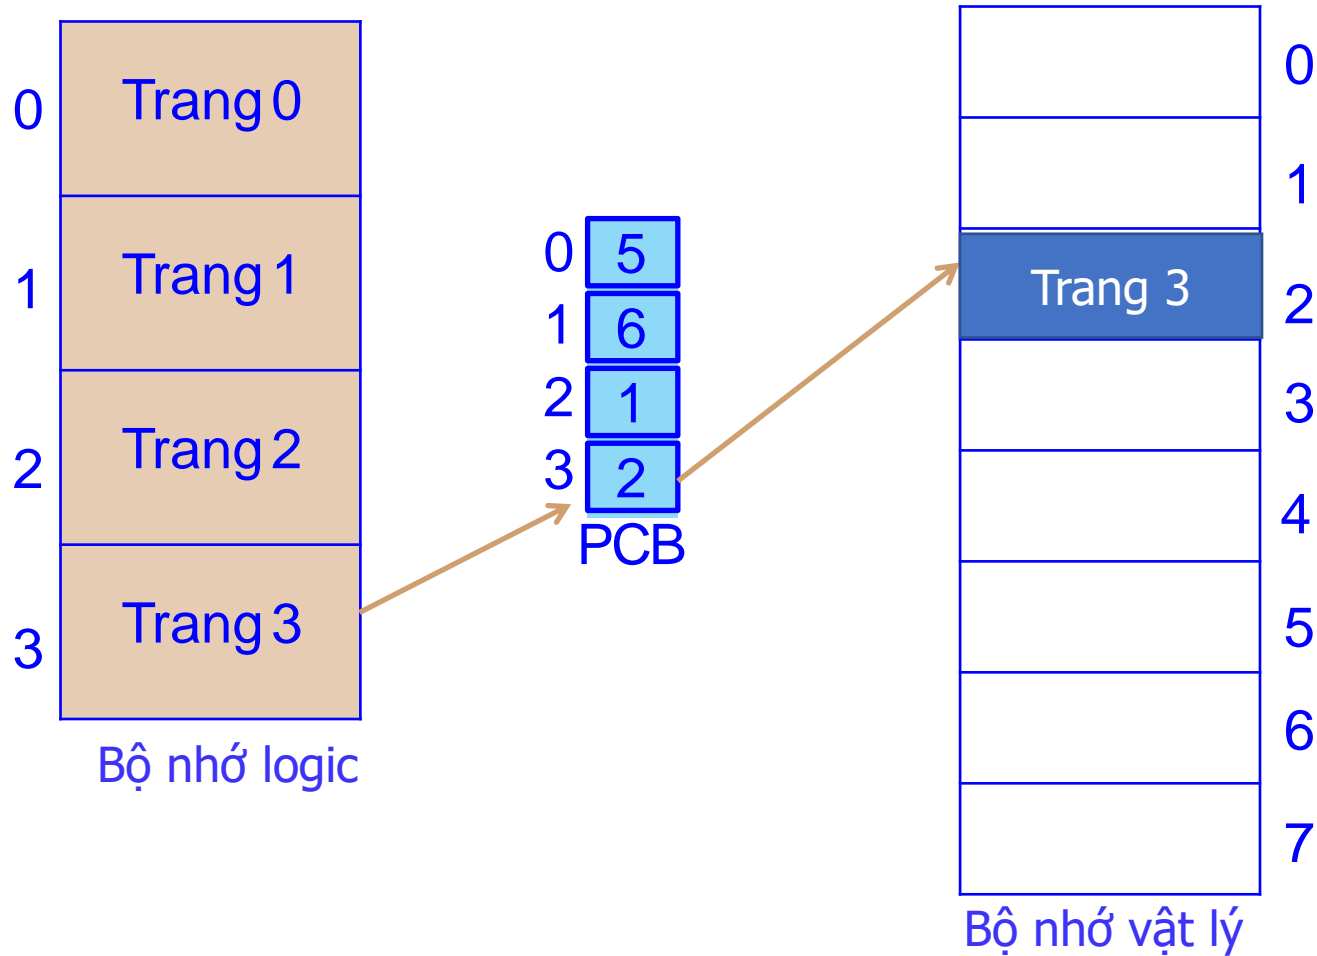 0
Trang 0
1
Trang 1
2
Trang 2
3
Trang 3
Bộ nhớ logic
0 5
1 6
2 1
3 2
PCB
0
1
Trang 3 2
3
4
5
6
7
Bộ nhớ vật lý